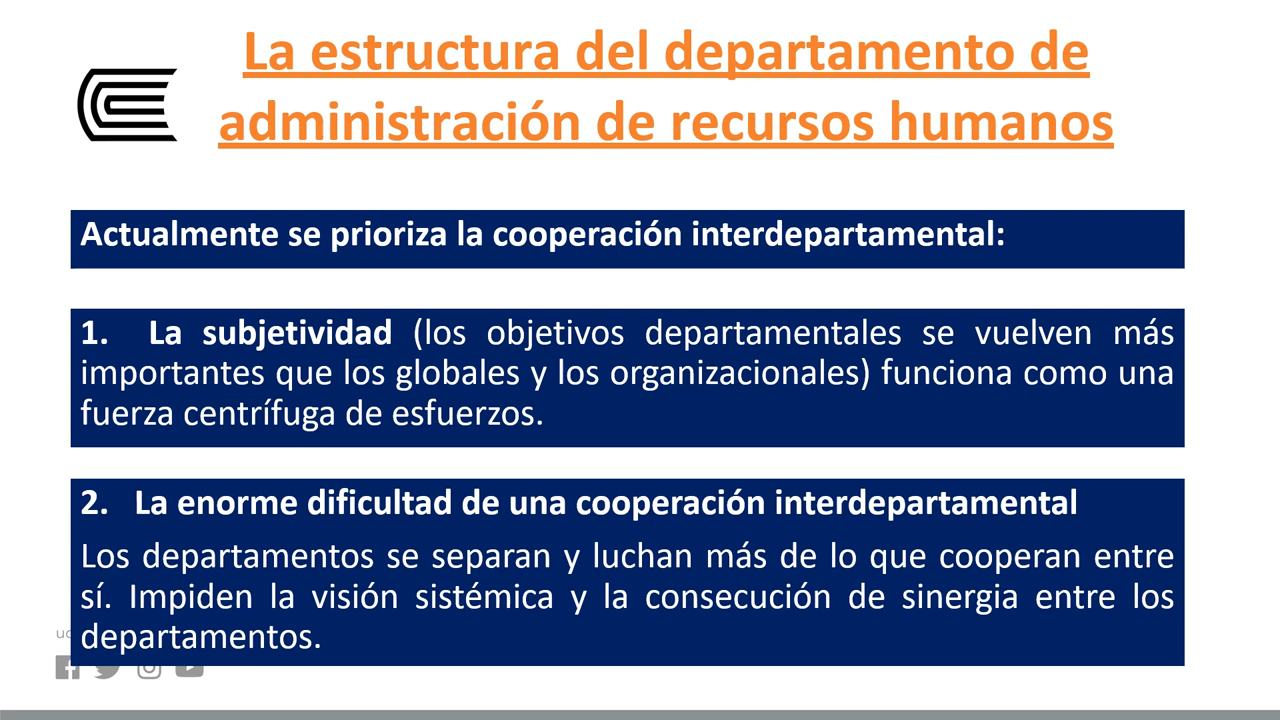 La estructura del departamento de
administración de recursos humanos
Actualmente se prioriza la cooperación interdepartamental:
1. La subjetividad (los objetivos departamentales se vuelven más
importantes que los globales y los organizacionales) funciona como una
fuerza centrífuga de esfuerzos.
2. La enorme dificultad de una cooperación interdepartamental
Los departamentos se separan y luchan más de lo que cooperan entre
sí. Impiden la visión sistémica y la consecución de sinergia entre los
departamentos.